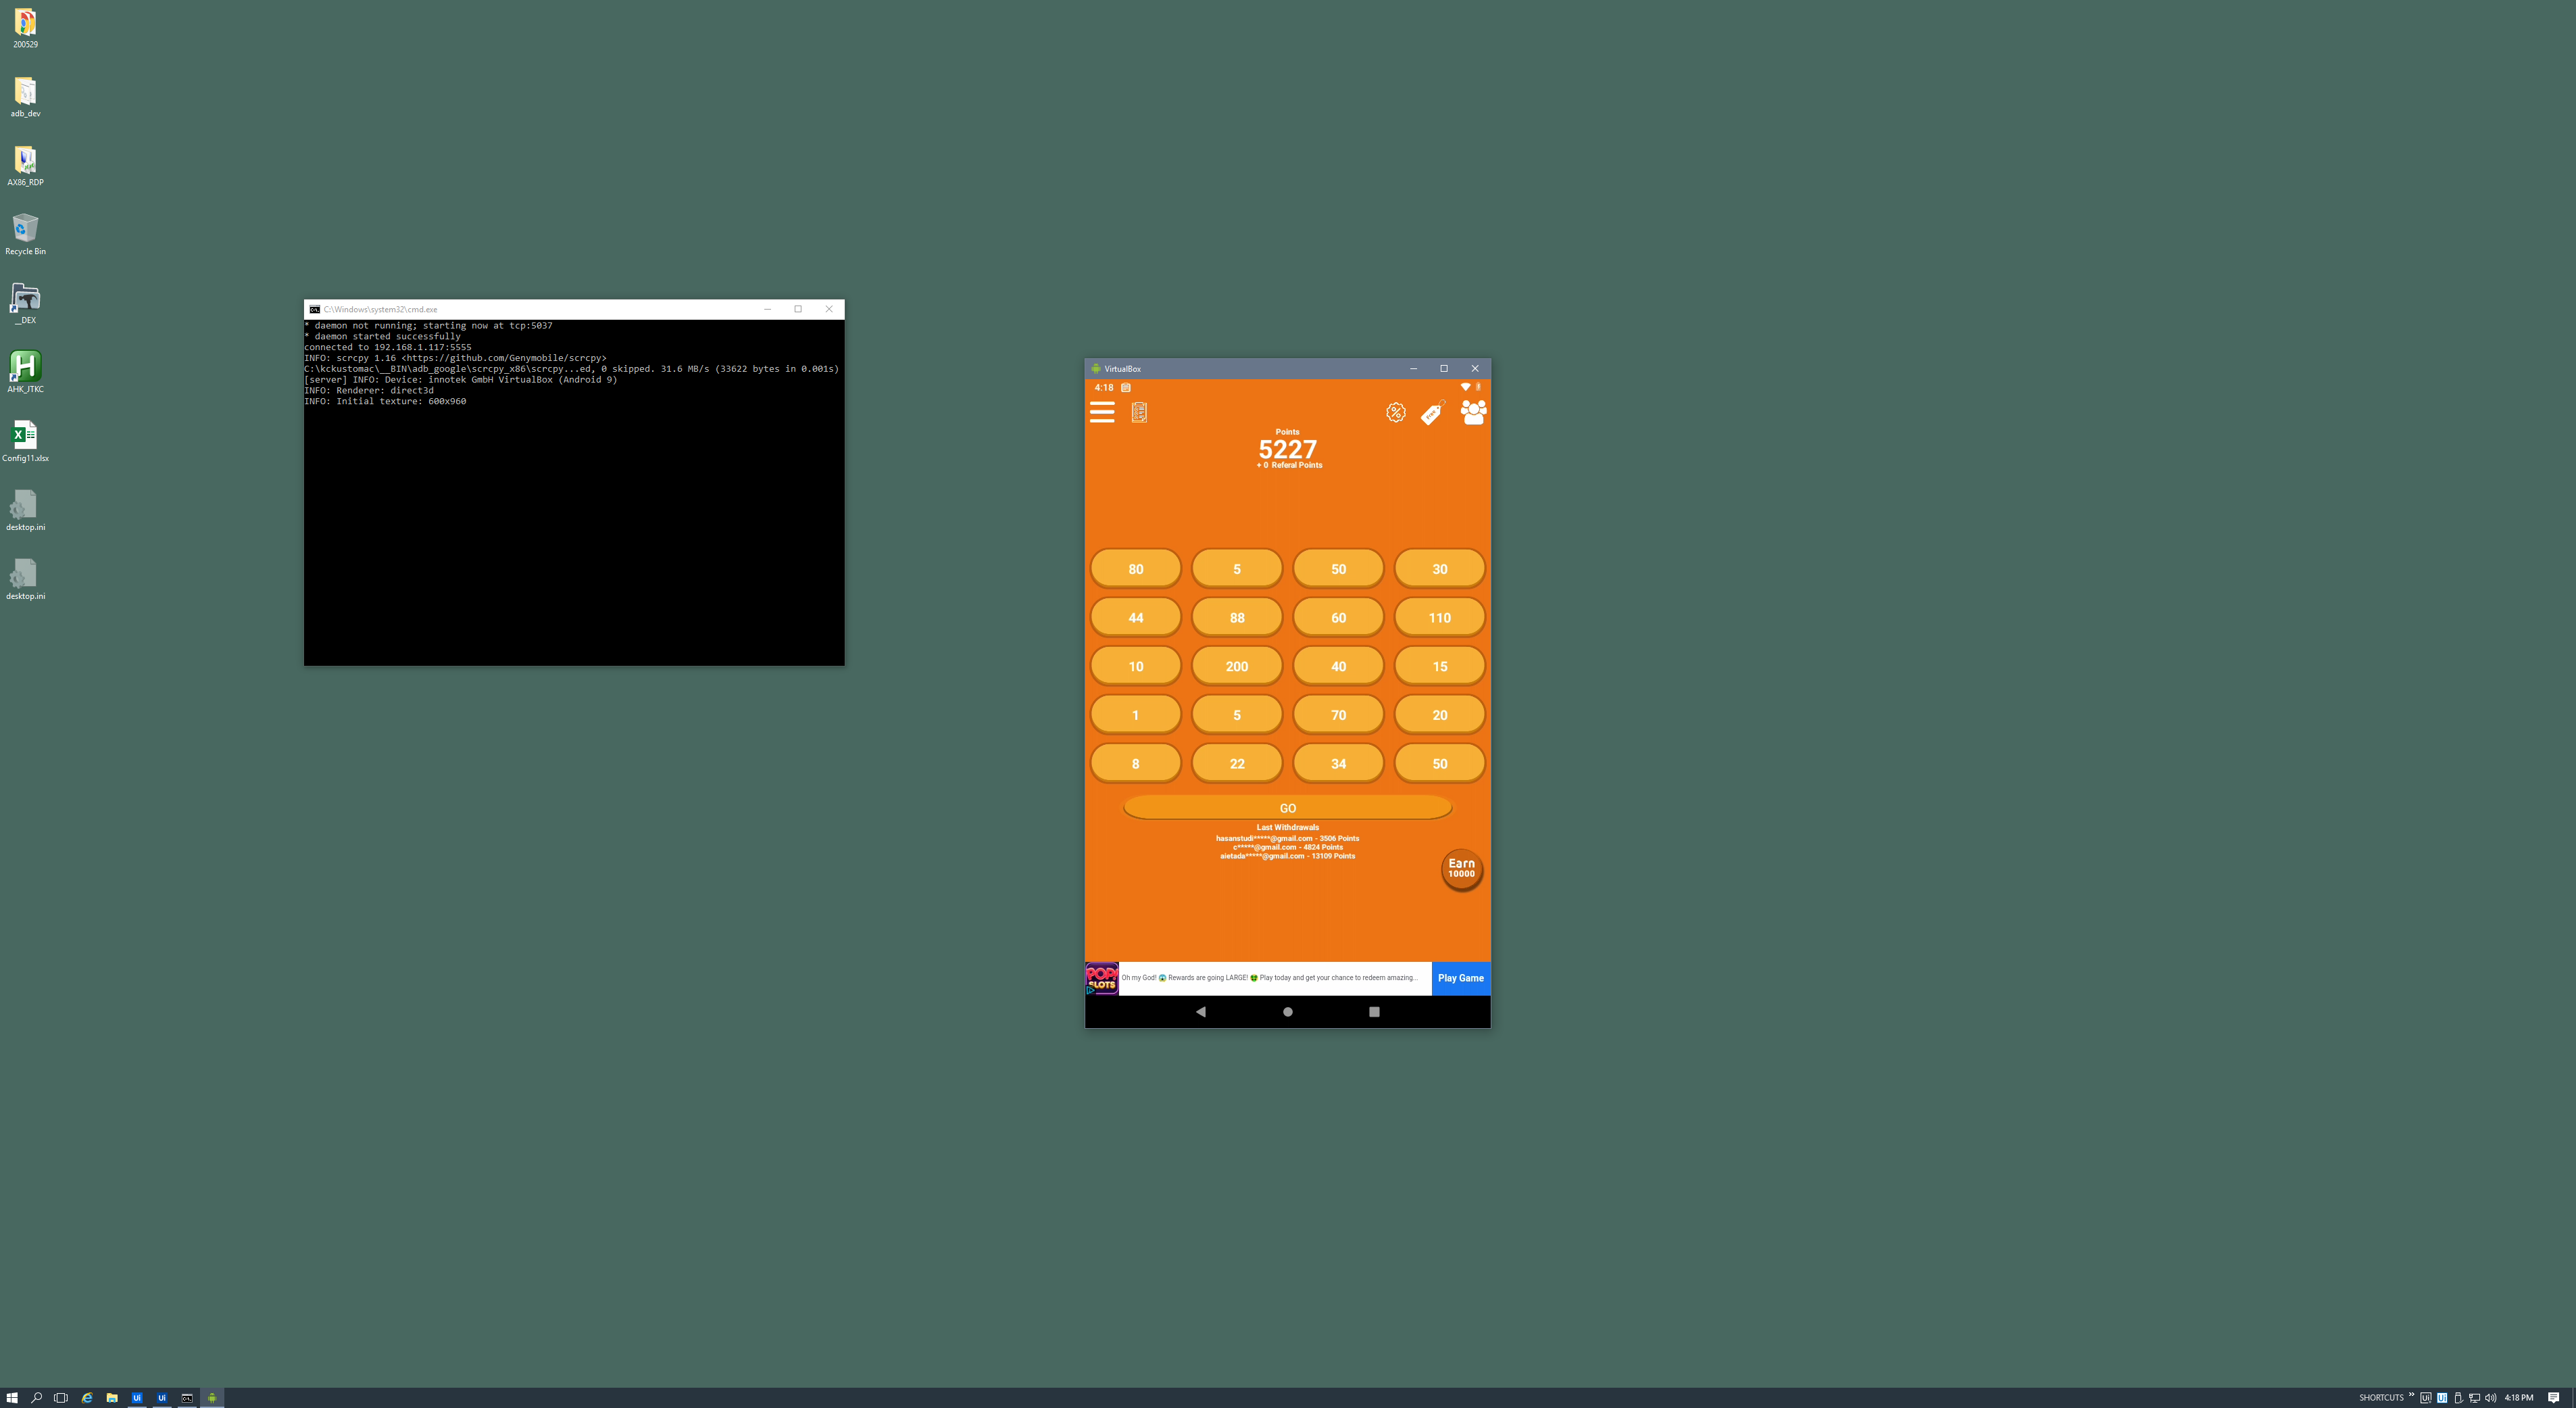 200529
adb_dev
AX86_RDP
Recycle Bin
__DEX
AHK_JTKC
Config11.xlsx
desktop.ini
desktop.ini
C:\Windows\system32\cmd.exe
* daemon not running; starting now at tcp:5037
* daemon started successfully
connected to 192.168.1.117:5555
INFO: scrcpy 1.16 <https://github.com/Genymobile/scrcpy>
C:\kckustomac\__BIN\adb_google\scrcpy_x86\scrcpy...ed, 0 skipped. 31.6 MB/s (33622 bytes in 0.001s)
[server] INFO: Device: innotek GmbH VirtualBox (Android 9)
INFO: Renderer: direct3d
INFO: Initial texture: 600x960
VirtualBox
4:18
Points
5227
+ 0 Referal Points
80 5 50 30
44 88 60 110
10 200 40 15
1 5 70 20
8 22 34 50
GO
Last Withdrawals
hasanstudi*****@gmail.com - 3506 Points
c*****@gmail.com - 4824 Points
aietada*****@gmail.com - 13109 Points
Earn
10000
POP!
SLOTS
Oh my God! 😱 Rewards are going LARGE! 🤑 Play today and get your chance to redeem amazing...
Play Game
SHORTCUTS
4:18 PM